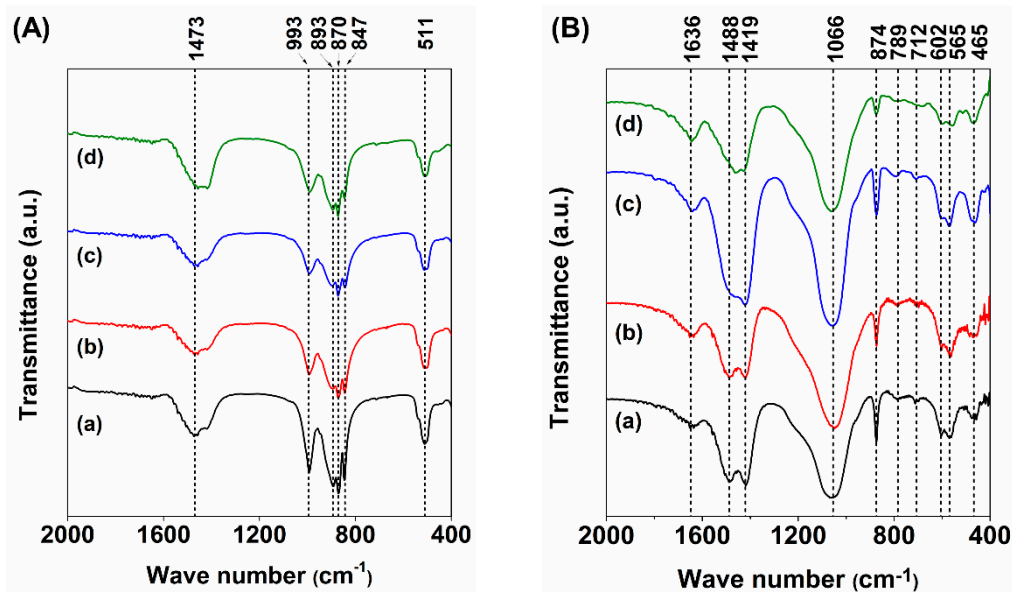 (A)
1473
993
893
870
847
511
(d)
(c)
(b)
(a)
Transmittance (a.u.)
2000 1600 1200 800 400
Wave number (cm⁻¹)
(B)
1636
1488
1419
1066
874
789
712
602
565
465
(d)
(c)
(b)
(a)
Transmittance (a.u.)
2000 1600 1200 800 400
Wave number (cm⁻¹)